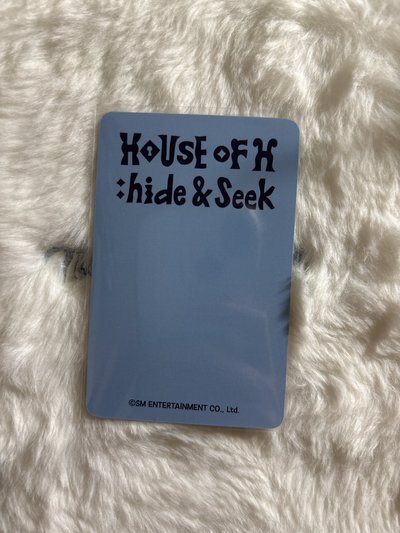 HOUSE OF H
:hide & Seek
©SM ENTERTAINMENT CO., Ltd.